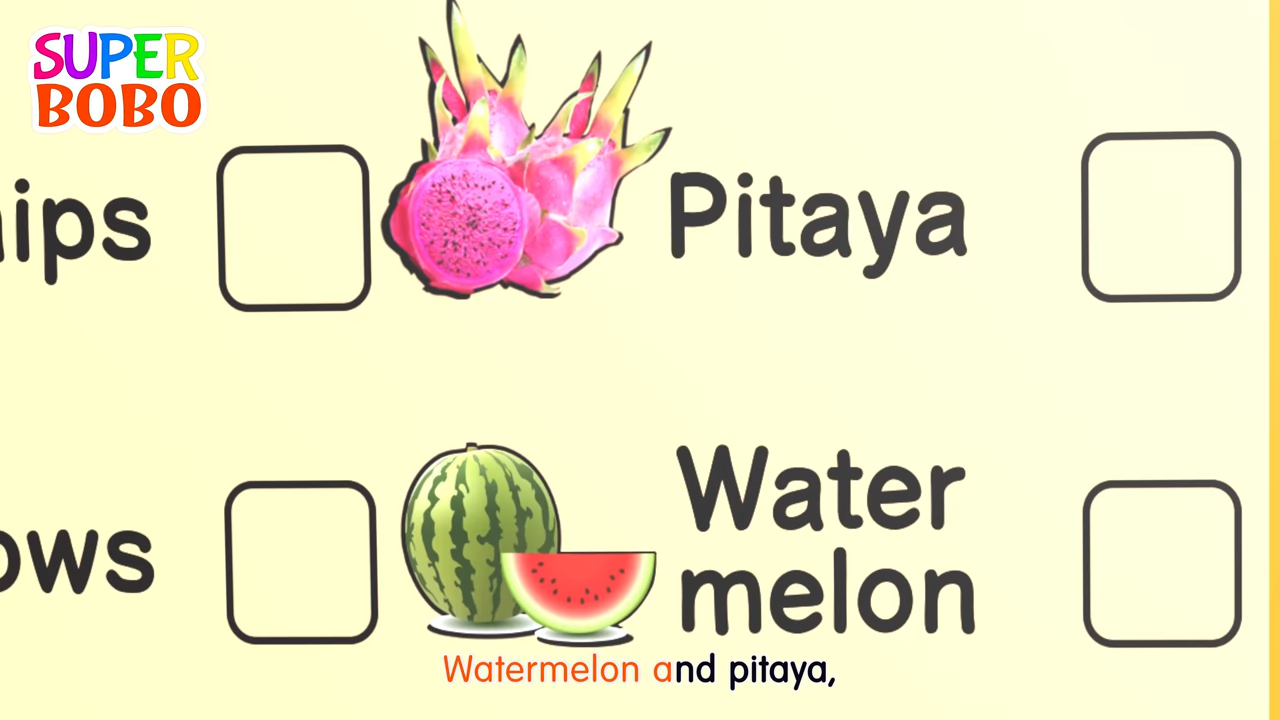 SUPER
BOBO
ips
Pitaya
ows
Water
melon
Watermelon and pitaya,